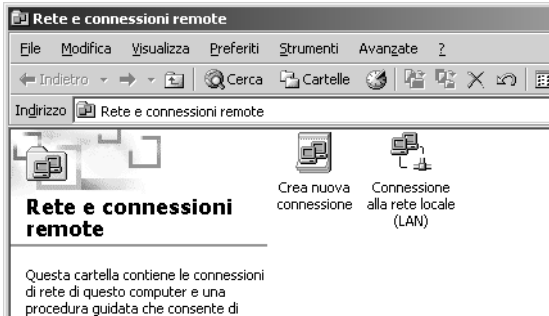 Rete e connessioni remote
File Modifica Visualizza Preferiti Strumenti Avanzate ?
Indietro Cerca Cartelle
Indirizzo Rete e connessioni remote
Crea nuova connessione
Connessione alla rete locale (LAN)
Rete e connessioni
remote
Questa cartella contiene le connessioni
di rete di questo computer e una
procedura guidata che consente di